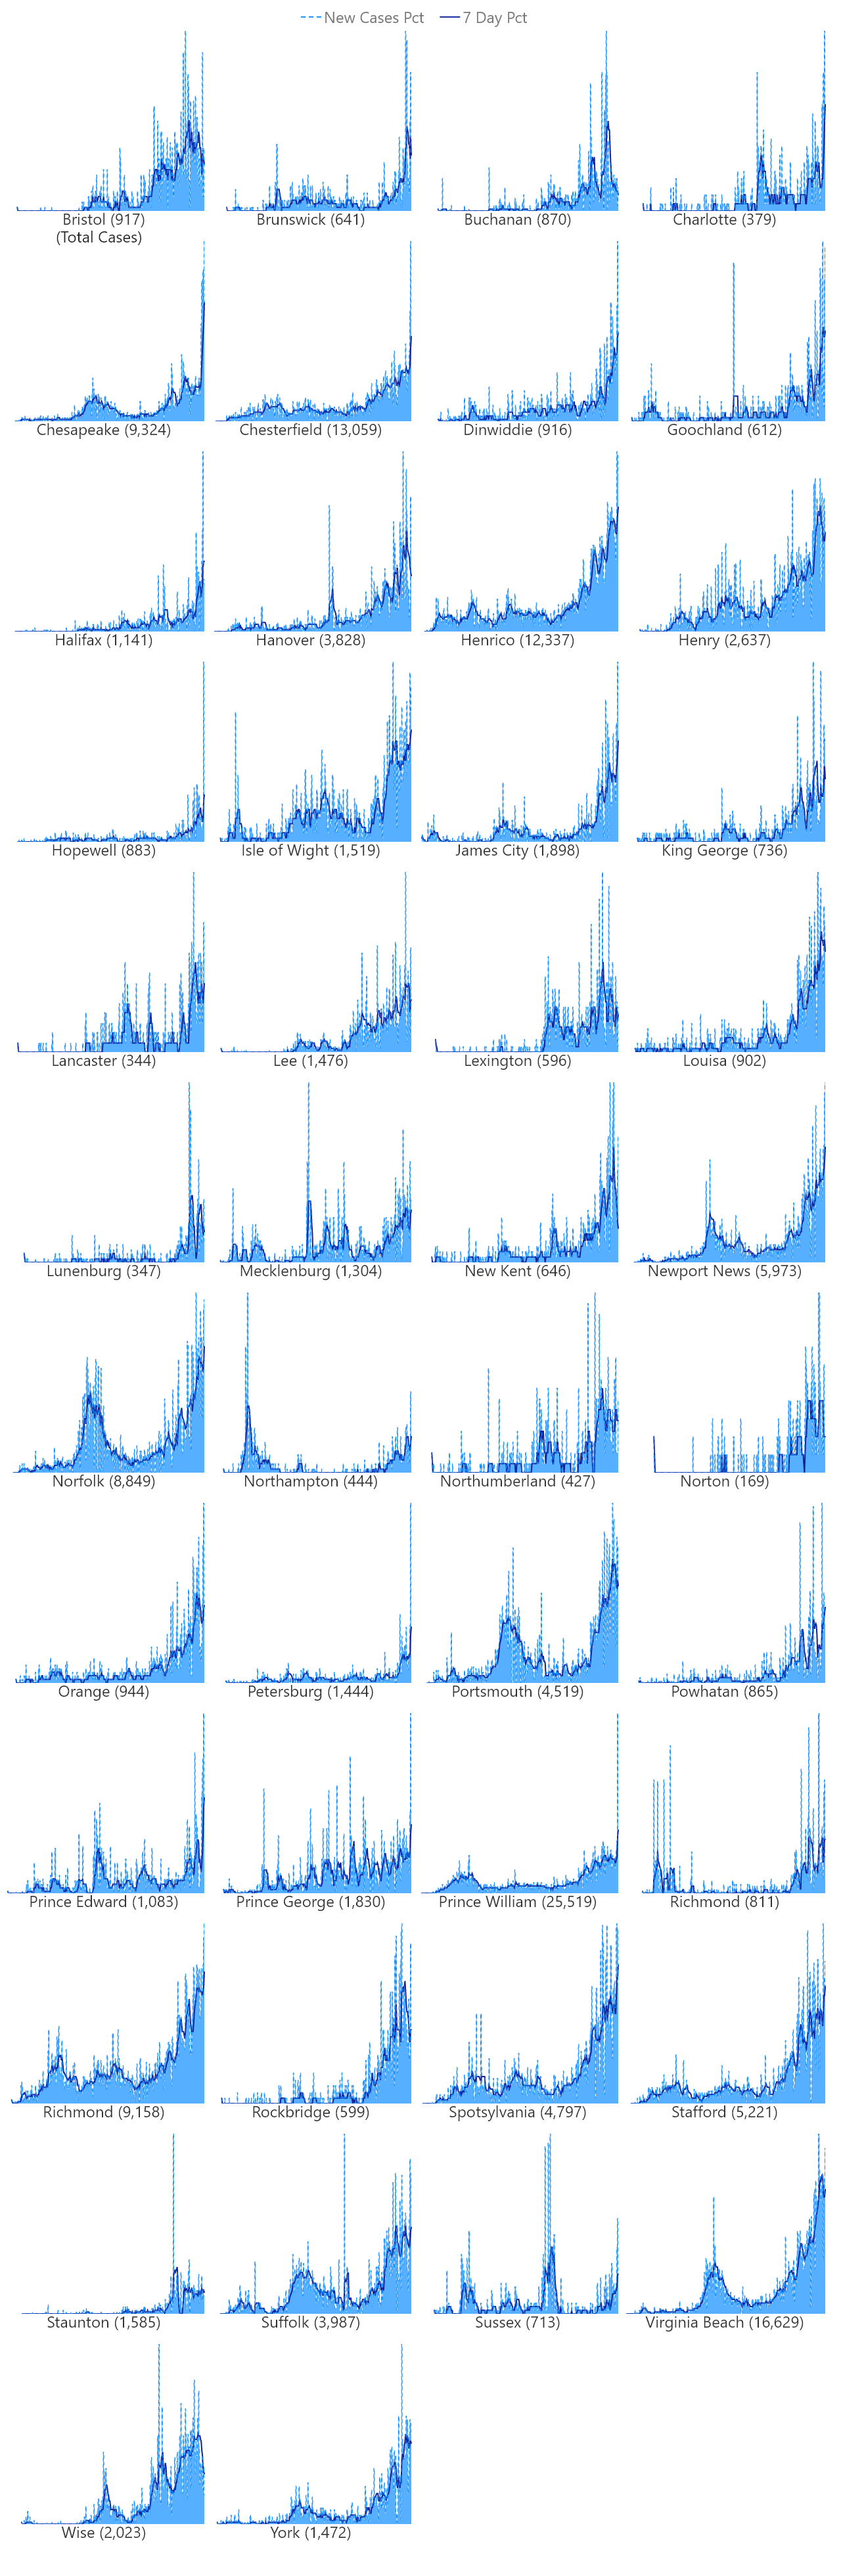 New Cases Pct 7 Day Pct
Bristol (917) Brunswick (641) Buchanan (870) Charlotte (379)
(Total Cases)
Chesapeake (9,324) Chesterfield (13,059) Dinwiddie (916) Goochland (612)
Halifax (1,141) Hanover (3,828) Henrico (12,337) Henry (2,637)
Hopewell (883) Isle of Wight (1,519) James City (1,898) King George (736)
Lancaster (344) Lee (1,476) Lexington (596) Louisa (902)
Lunenburg (347) Mecklenburg (1,304) New Kent (646) Newport News (5,973)
Norfolk (8,849) Northampton (444) Northumberland (427) Norton (169)
Orange (944) Petersburg (1,444) Portsmouth (4,519) Powhatan (865)
Prince Edward (1,083) Prince George (1,830) Prince William (25,519) Richmond (811)
Richmond (9,158) Rockbridge (599) Spotsylvania (4,797) Stafford (5,221)
Staunton (1,585) Suffolk (3,987) Sussex (713) Virginia Beach (16,629)
Wise (2,023) York (1,472)